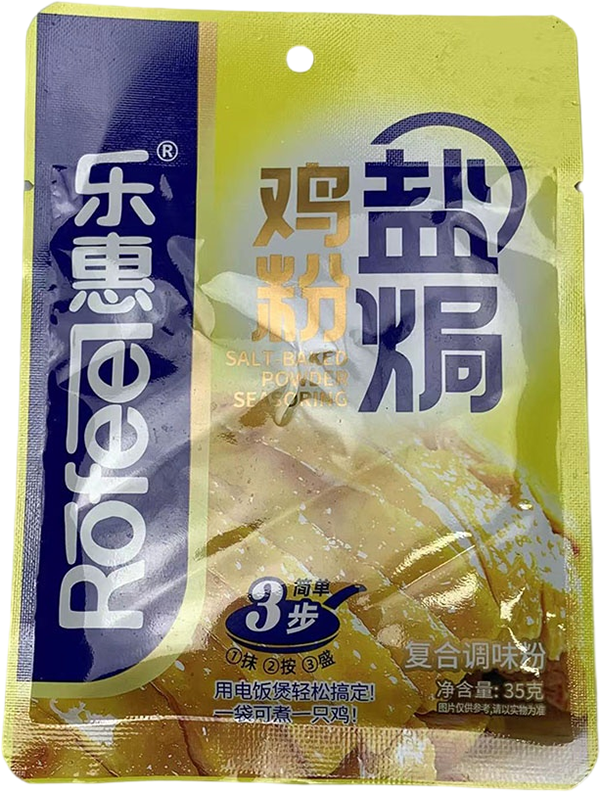 乐惠®
Rofeel
盐焗
鸡粉
SALT BAKED
POWDER
SEASORING
简单
3步
①抹 ②按 ③盛
用电饭煲轻松搞定!
一袋可煮一只鸡!
复合调味粉
净含量: 35克
图片仅供参考,请以实物为准